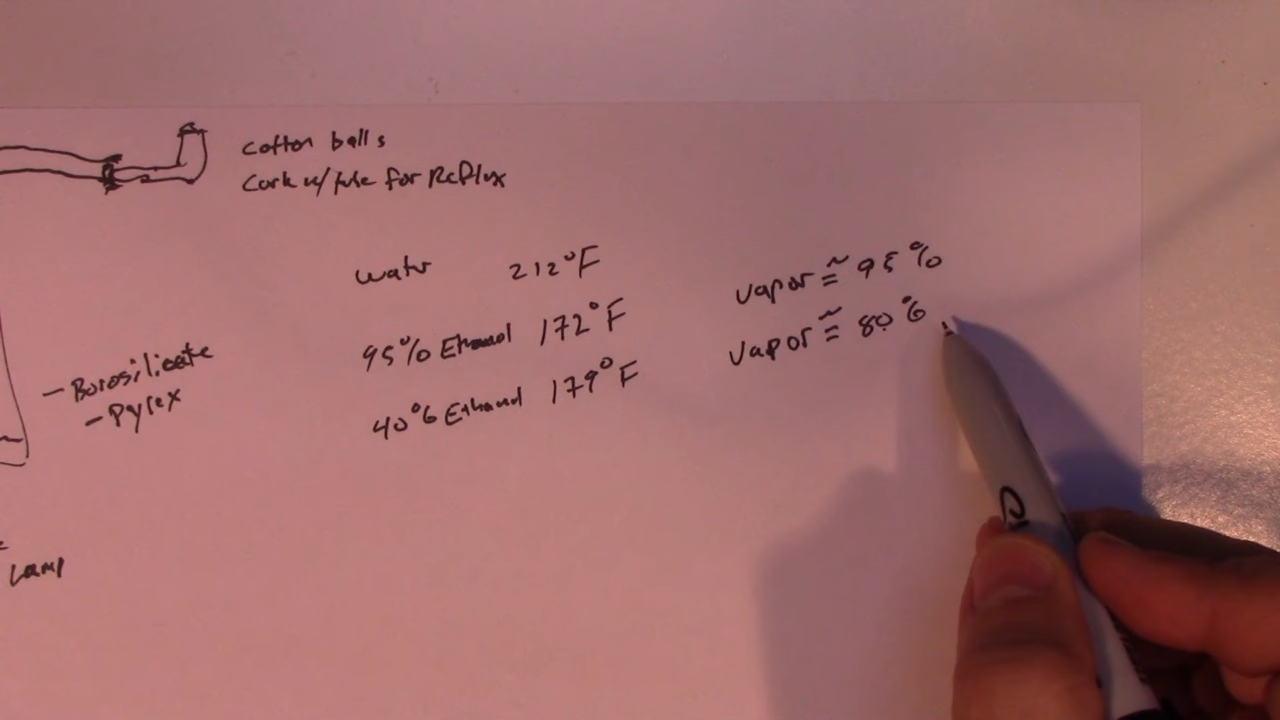 cotton balls
Cork w/ tube for Reflux
water 212°F
95% Ethanol 172°F
40% Ethanol 179°F
vapor ≅ 95%
vapor ≅ 80%
- Borosilicate
- Pyrex
Lamp